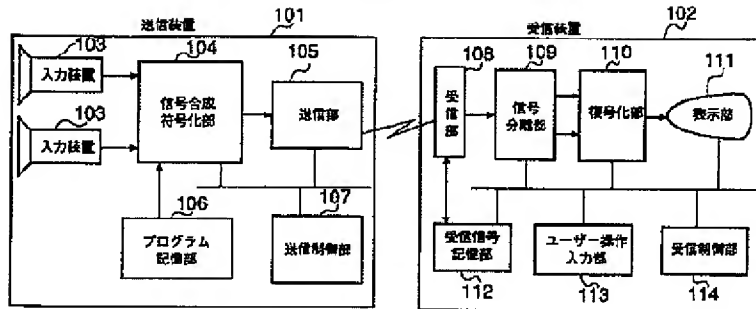 送信装置
101
103
入力装置
103
入力装置
104
信号合成
符号化部
105
送信部
106
プログラム
記憶部
107
送信制御部
受信装置
102
108
受信部
109
信号
分離部
110
復号化部
111
表示部
受信信号
記憶部
112
ユーザー操作
入力部
113
受信制御部
114